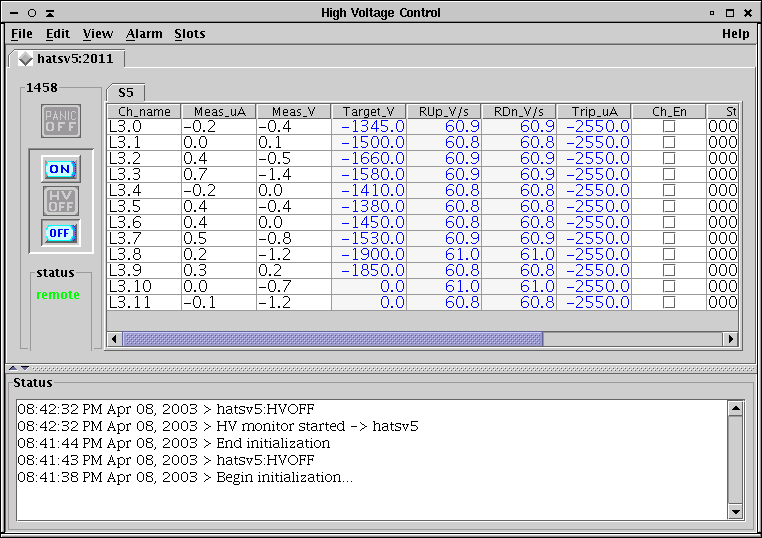 High Voltage Control
File Edit View Alarm Slots Help
hatsv5:2011
1458
PANIC OFF
ON
HV OFF
OFF
status
remote
S5
Ch_name Meas_uA Meas_V Target_V RUp_V/s RDn_V/s Trip_uA Ch_En St
L3.0 -0.2 -0.4 -1345.0 60.9 60.9 -2550.0 000
L3.1 0.0 0.1 -1500.0 60.8 60.8 -2550.0 000
L3.2 0.4 -0.5 -1660.0 60.9 60.9 -2550.0 000
L3.3 0.7 -1.4 -1580.0 60.9 60.9 -2550.0 000
L3.4 -0.2 0.0 -1410.0 60.8 60.8 -2550.0 000
L3.5 0.4 -0.4 -1380.0 60.8 60.8 -2550.0 000
L3.6 0.4 0.0 -1450.0 60.8 60.8 -2550.0 000
L3.7 0.5 -0.8 -1530.0 60.9 60.9 -2550.0 000
L3.8 0.2 -1.2 -1900.0 61.0 61.0 -2550.0 000
L3.9 0.3 0.2 -1850.0 60.8 60.8 -2550.0 000
L3.10 0.0 -0.7 0.0 61.0 61.0 -2550.0 000
L3.11 -0.1 -1.2 0.0 60.8 60.8 -2550.0 000
Status
08:42:32 PM Apr 08, 2003 > hatsv5:HVOFF
08:42:32 PM Apr 08, 2003 > HV monitor started -> hatsv5
08:41:44 PM Apr 08, 2003 > End initialization
08:41:43 PM Apr 08, 2003 > hatsv5:HVOFF
08:41:38 PM Apr 08, 2003 > Begin initialization...